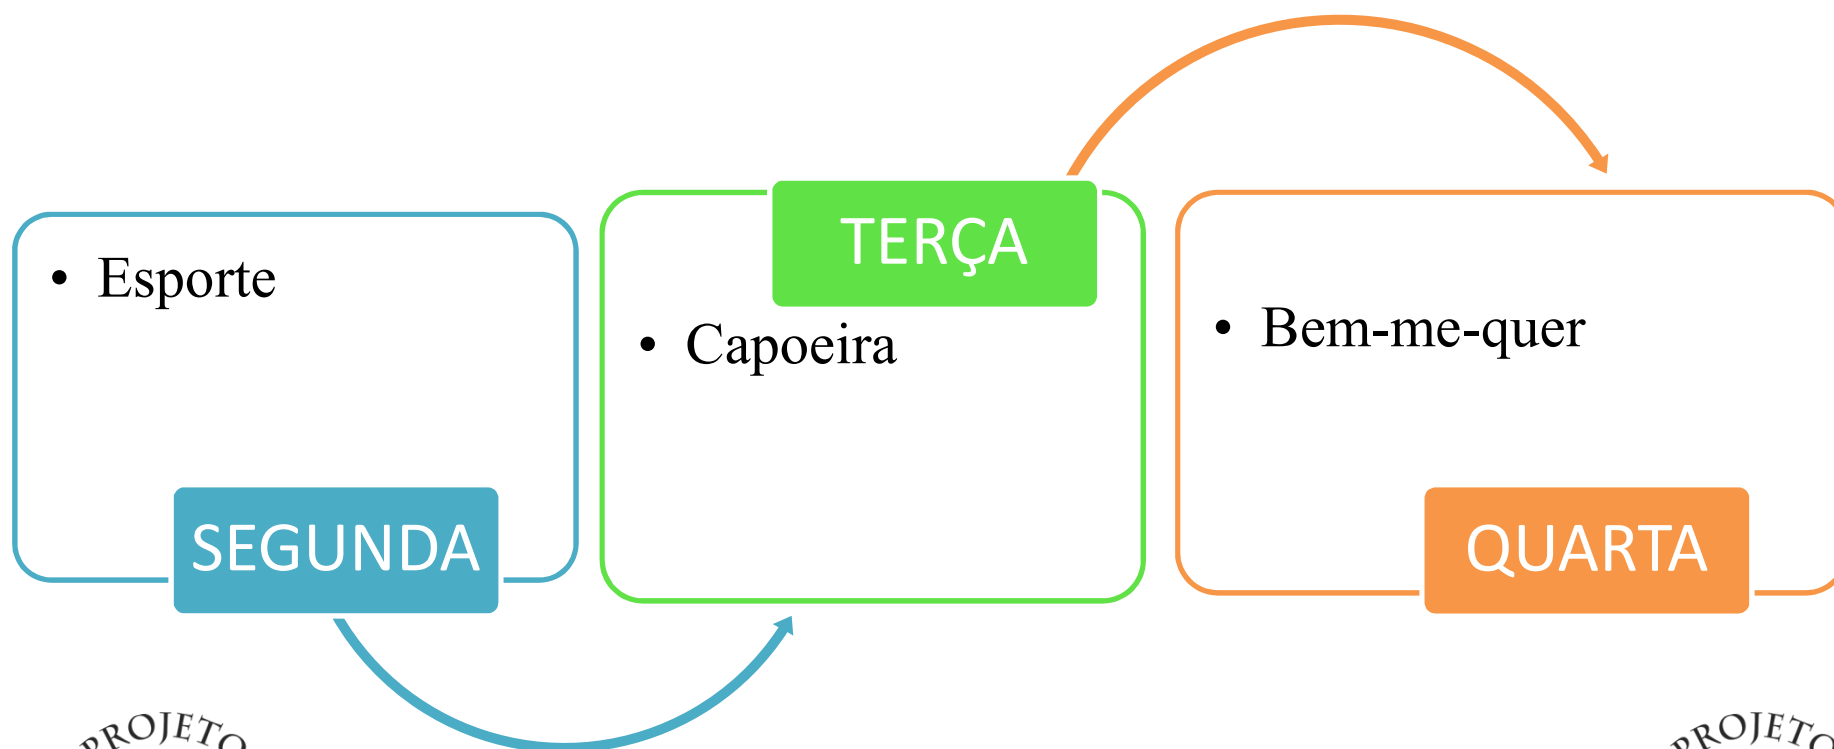 • Esporte
SEGUNDA
TERÇA
• Capoeira
• Bem-me-quer
QUARTA
PROJETO
PROJETO